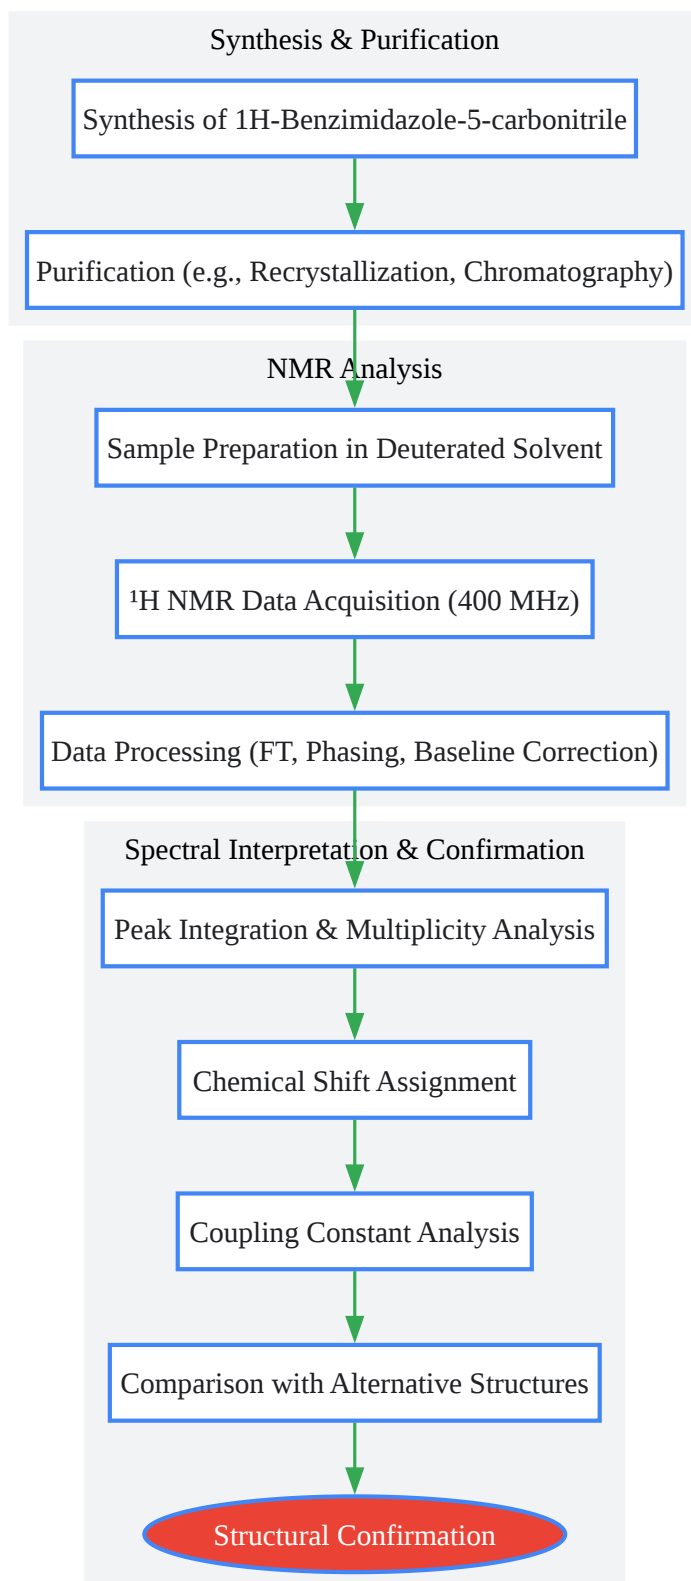 Synthesis & Purification
Synthesis of 1H-Benzimidazole-5-carbonitrile
Purification (e.g., Recrystallization, Chromatography)
NMR Analysis
Sample Preparation in Deuterated Solvent
¹H NMR Data Acquisition (400 MHz)
Data Processing (FT, Phasing, Baseline Correction)
Spectral Interpretation & Confirmation
Peak Integration & Multiplicity Analysis
Chemical Shift Assignment
Coupling Constant Analysis
Comparison with Alternative Structures
Structural Confirmation